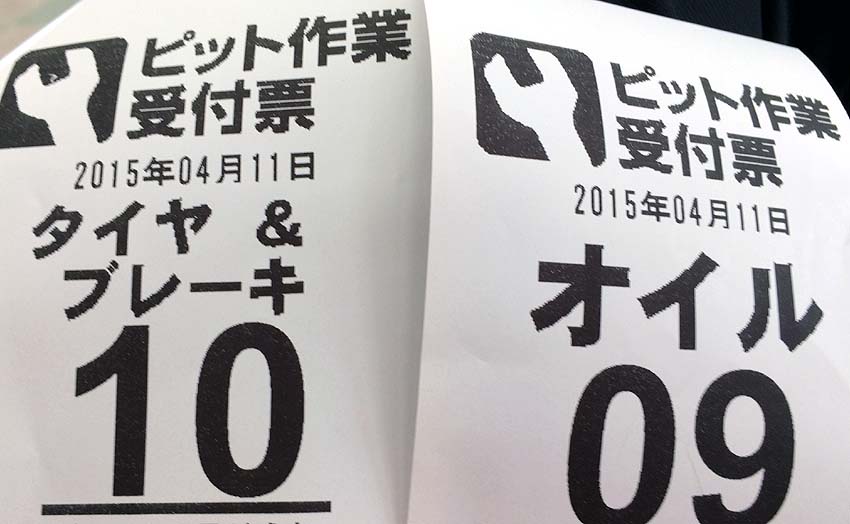 ピット作業
受付票
2015年04月11日
タイヤ &
ブレーキ
10
ピット作業
受付票
2015年04月11日
オイル
09